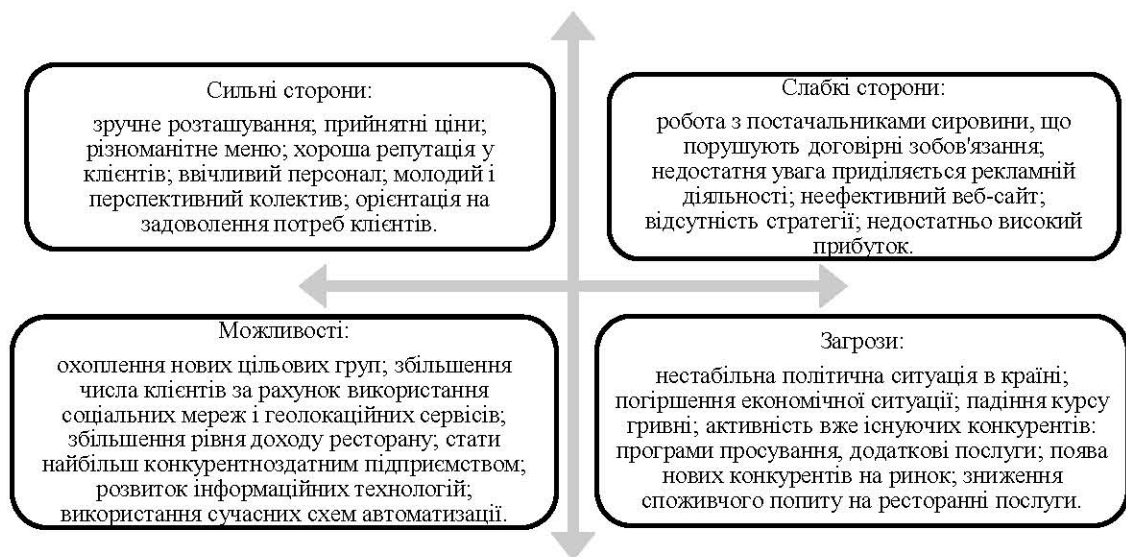 Сильні сторони:
зручне розташування; прийнятні ціни;
різноманітне меню; хороша репутація у
клієнтів; ввічливий персонал; молодий і
перспективний колектив; орієнтація на
задоволення потреб клієнтів.
Слабкі сторони:
робота з постачальниками сировини, що
порушують договірні зобов'язання;
недостатня увага приділяється рекламній
діяльності; неефективний веб-сайт;
відсутність стратегії; недостатньо високий
прибуток.
Можливості:
охоплення нових цільових груп; збільшення
числа клієнтів за рахунок використання
соціальних мереж і геолокаційних сервісів;
збільшення рівня доходу ресторану; стати
найбільш конкурентноздатним підприємством;
розвиток інформаційних технологій;
використання сучасних схем автоматизації.
Загрози:
нестабільна політична ситуація в країні;
погіршення економічної ситуації; падіння курсу
гривні; активність вже існуючих конкурентів:
програми просування, додаткові послуги; поява
нових конкурентів на ринок; зниження
споживчого попиту на ресторанні послуги.